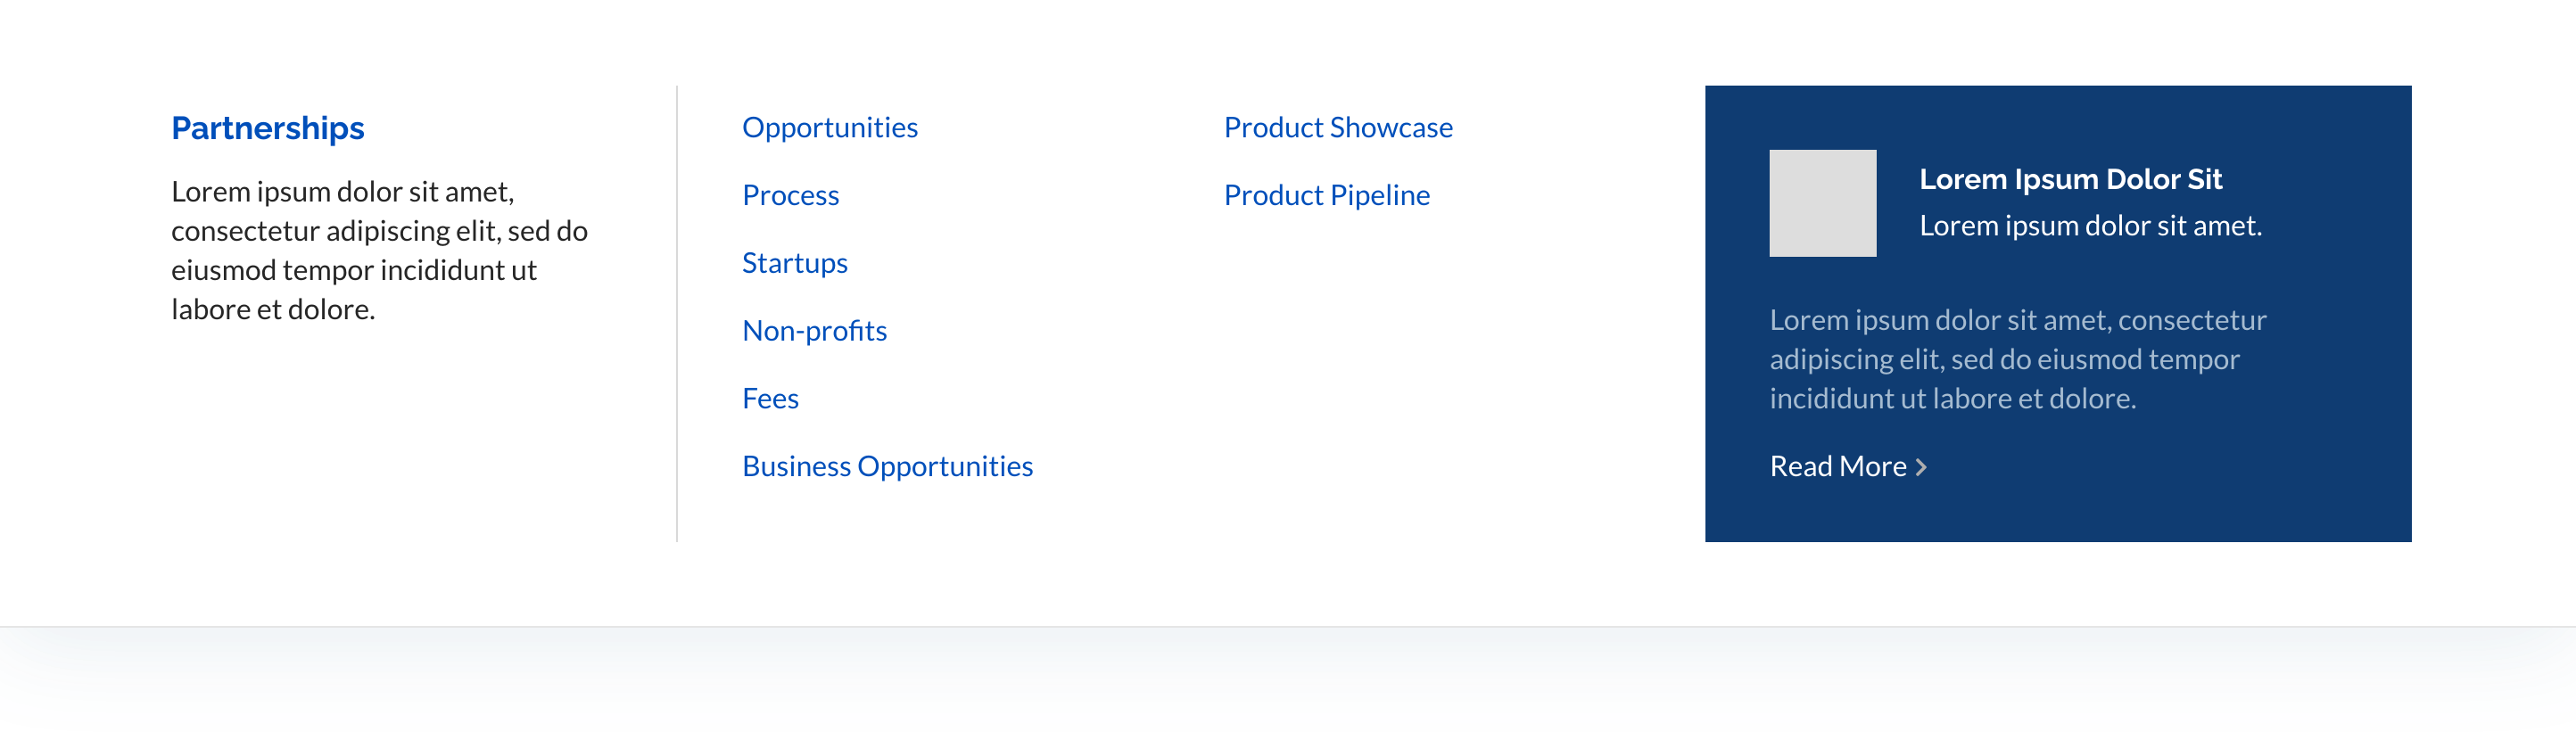 Partnerships
Lorem ipsum dolor sit amet,
consectetur adipiscing elit, sed do
eiusmod tempor incididunt ut
labore et dolore.
Opportunities
Process
Startups
Non-profits
Fees
Business Opportunities
Product Showcase
Product Pipeline
Lorem Ipsum Dolor Sit
Lorem ipsum dolor sit amet.
Lorem ipsum dolor sit amet, consectetur
adipiscing elit, sed do eiusmod tempor
incididunt ut labore et dolore.
Read More